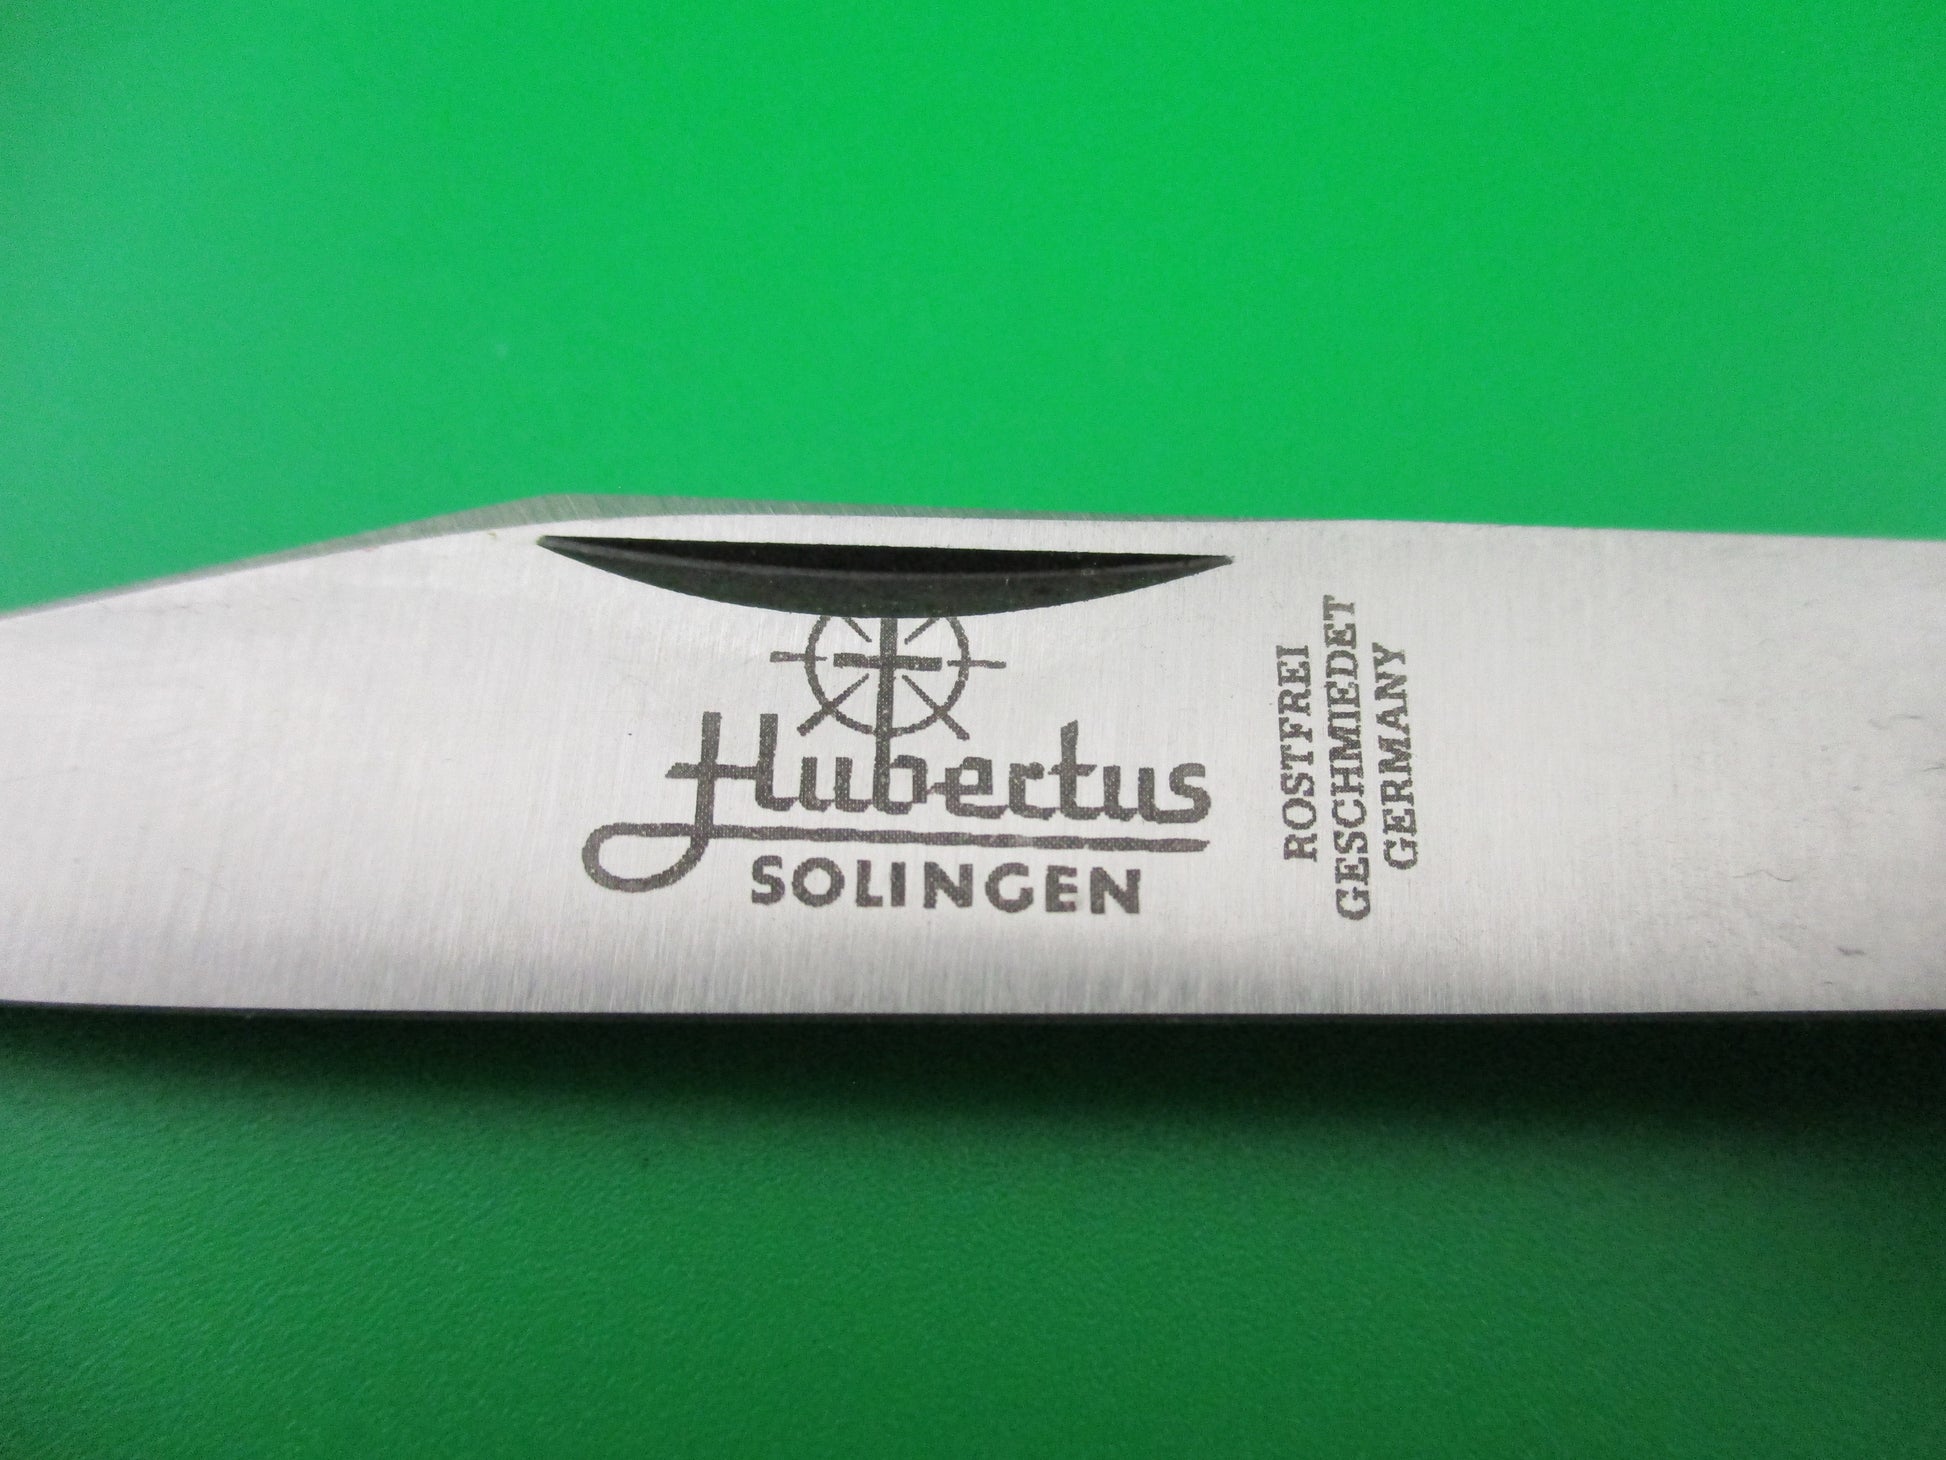 Hubertus
SOLINGEN
ROSTFREI
GESCHMIEDET
GERMANY